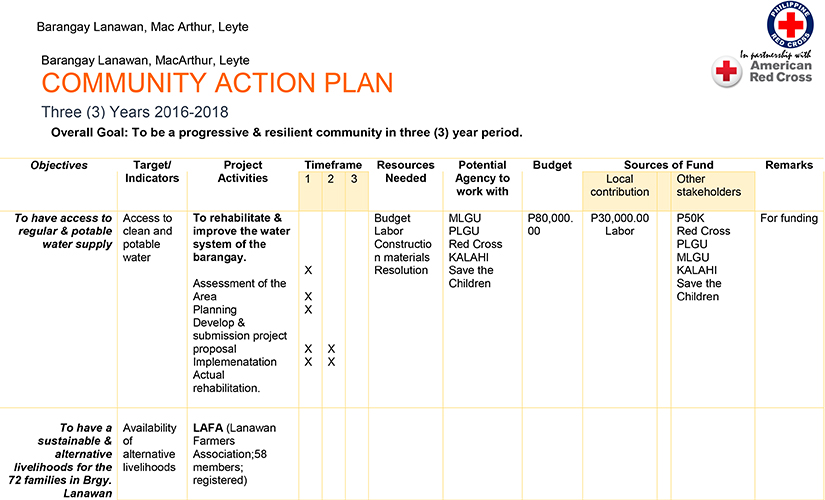 Barangay Lanawan, Mac Arthur, Leyte
PHILIPPINE
RED CROSS
In partnership with
American
Red Cross
Barangay Lanawan, MacArthur, Leyte
COMMUNITY ACTION PLAN
Three (3) Years 2016-2018
Overall Goal: To be a progressive & resilient community in three (3) year period.
Objectives
Target/
Indicators
Project
Activities
Timeframe
1 2 3
Resources
Needed
Potential
Agency to
work with
Budget
Sources of Fund
Local
contribution
Other
stakeholders
Remarks
To have access to
regular & potable
water supply
Access to
clean and
potable
water
To rehabilitate &
improve the water
system of the
barangay.
X
Assessment of the
Area X
Planning X
Develop &
submission project
proposal X X
Implemenatation X X
Actual
rehabilitation.
Budget
Labor
Constructio
n materials
Resolution
MLGU
PLGU
Red Cross
KALAHI
Save the
Children
P80,000.
00
P30,000.00
Labor
P50K
Red Cross
PLGU
MLGU
KALAHI
Save the
Children
For funding
To have a
sustainable &
alternative
livelihoods for the
72 families in Brgy.
Lanawan
Availability
of
alternative
livelihoods
LAFA (Lanawan
Farmers
Association;58
members;
registered)